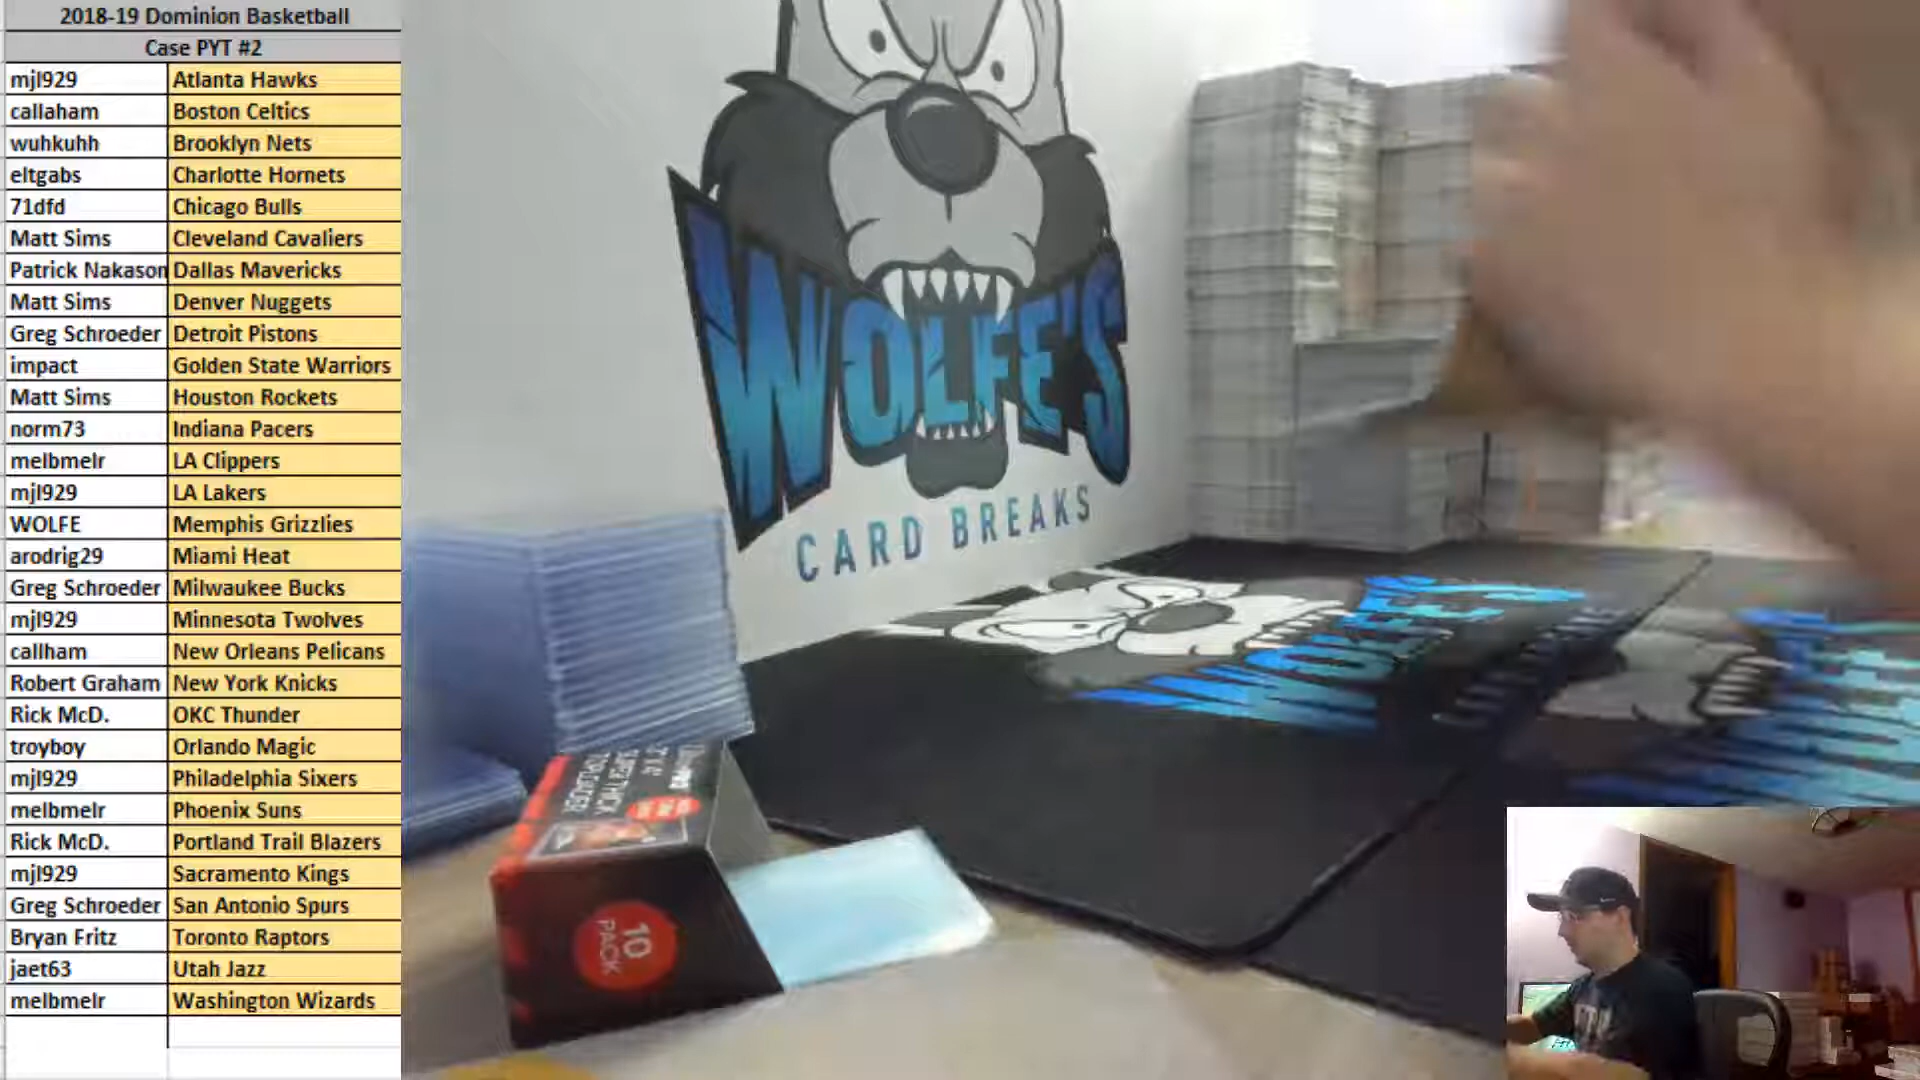 2018-19 Dominion Basketball
Case PYT #2
mjl929 Atlanta Hawks
callaham Boston Celtics
wuhkuhh Brooklyn Nets
eltgabs Charlotte Hornets
71dfd Chicago Bulls
Matt Sims Cleveland Cavaliers
Patrick Nakason Dallas Mavericks
Matt Sims Denver Nuggets
Greg Schroeder Detroit Pistons
impact Golden State Warriors
Matt Sims Houston Rockets
norm73 Indiana Pacers
melbmelr LA Clippers
mjl929 LA Lakers
WOLFE Memphis Grizzlies
arodrig29 Miami Heat
Greg Schroeder Milwaukee Bucks
mjl929 Minnesota Twolves
callham New Orleans Pelicans
Robert Graham New York Knicks
Rick McD. OKC Thunder
troyboy Orlando Magic
mjl929 Philadelphia Sixers
melbmelr Phoenix Suns
Rick McD. Portland Trail Blazers
mjl929 Sacramento Kings
Greg Schroeder San Antonio Spurs
Bryan Fritz Toronto Raptors
jaet63 Utah Jazz
melbmelr Washington Wizards
WOLFE'S
CARD BREAKS
WOLFE'S
SUPER THICK
TOPLOADER
10
PACK